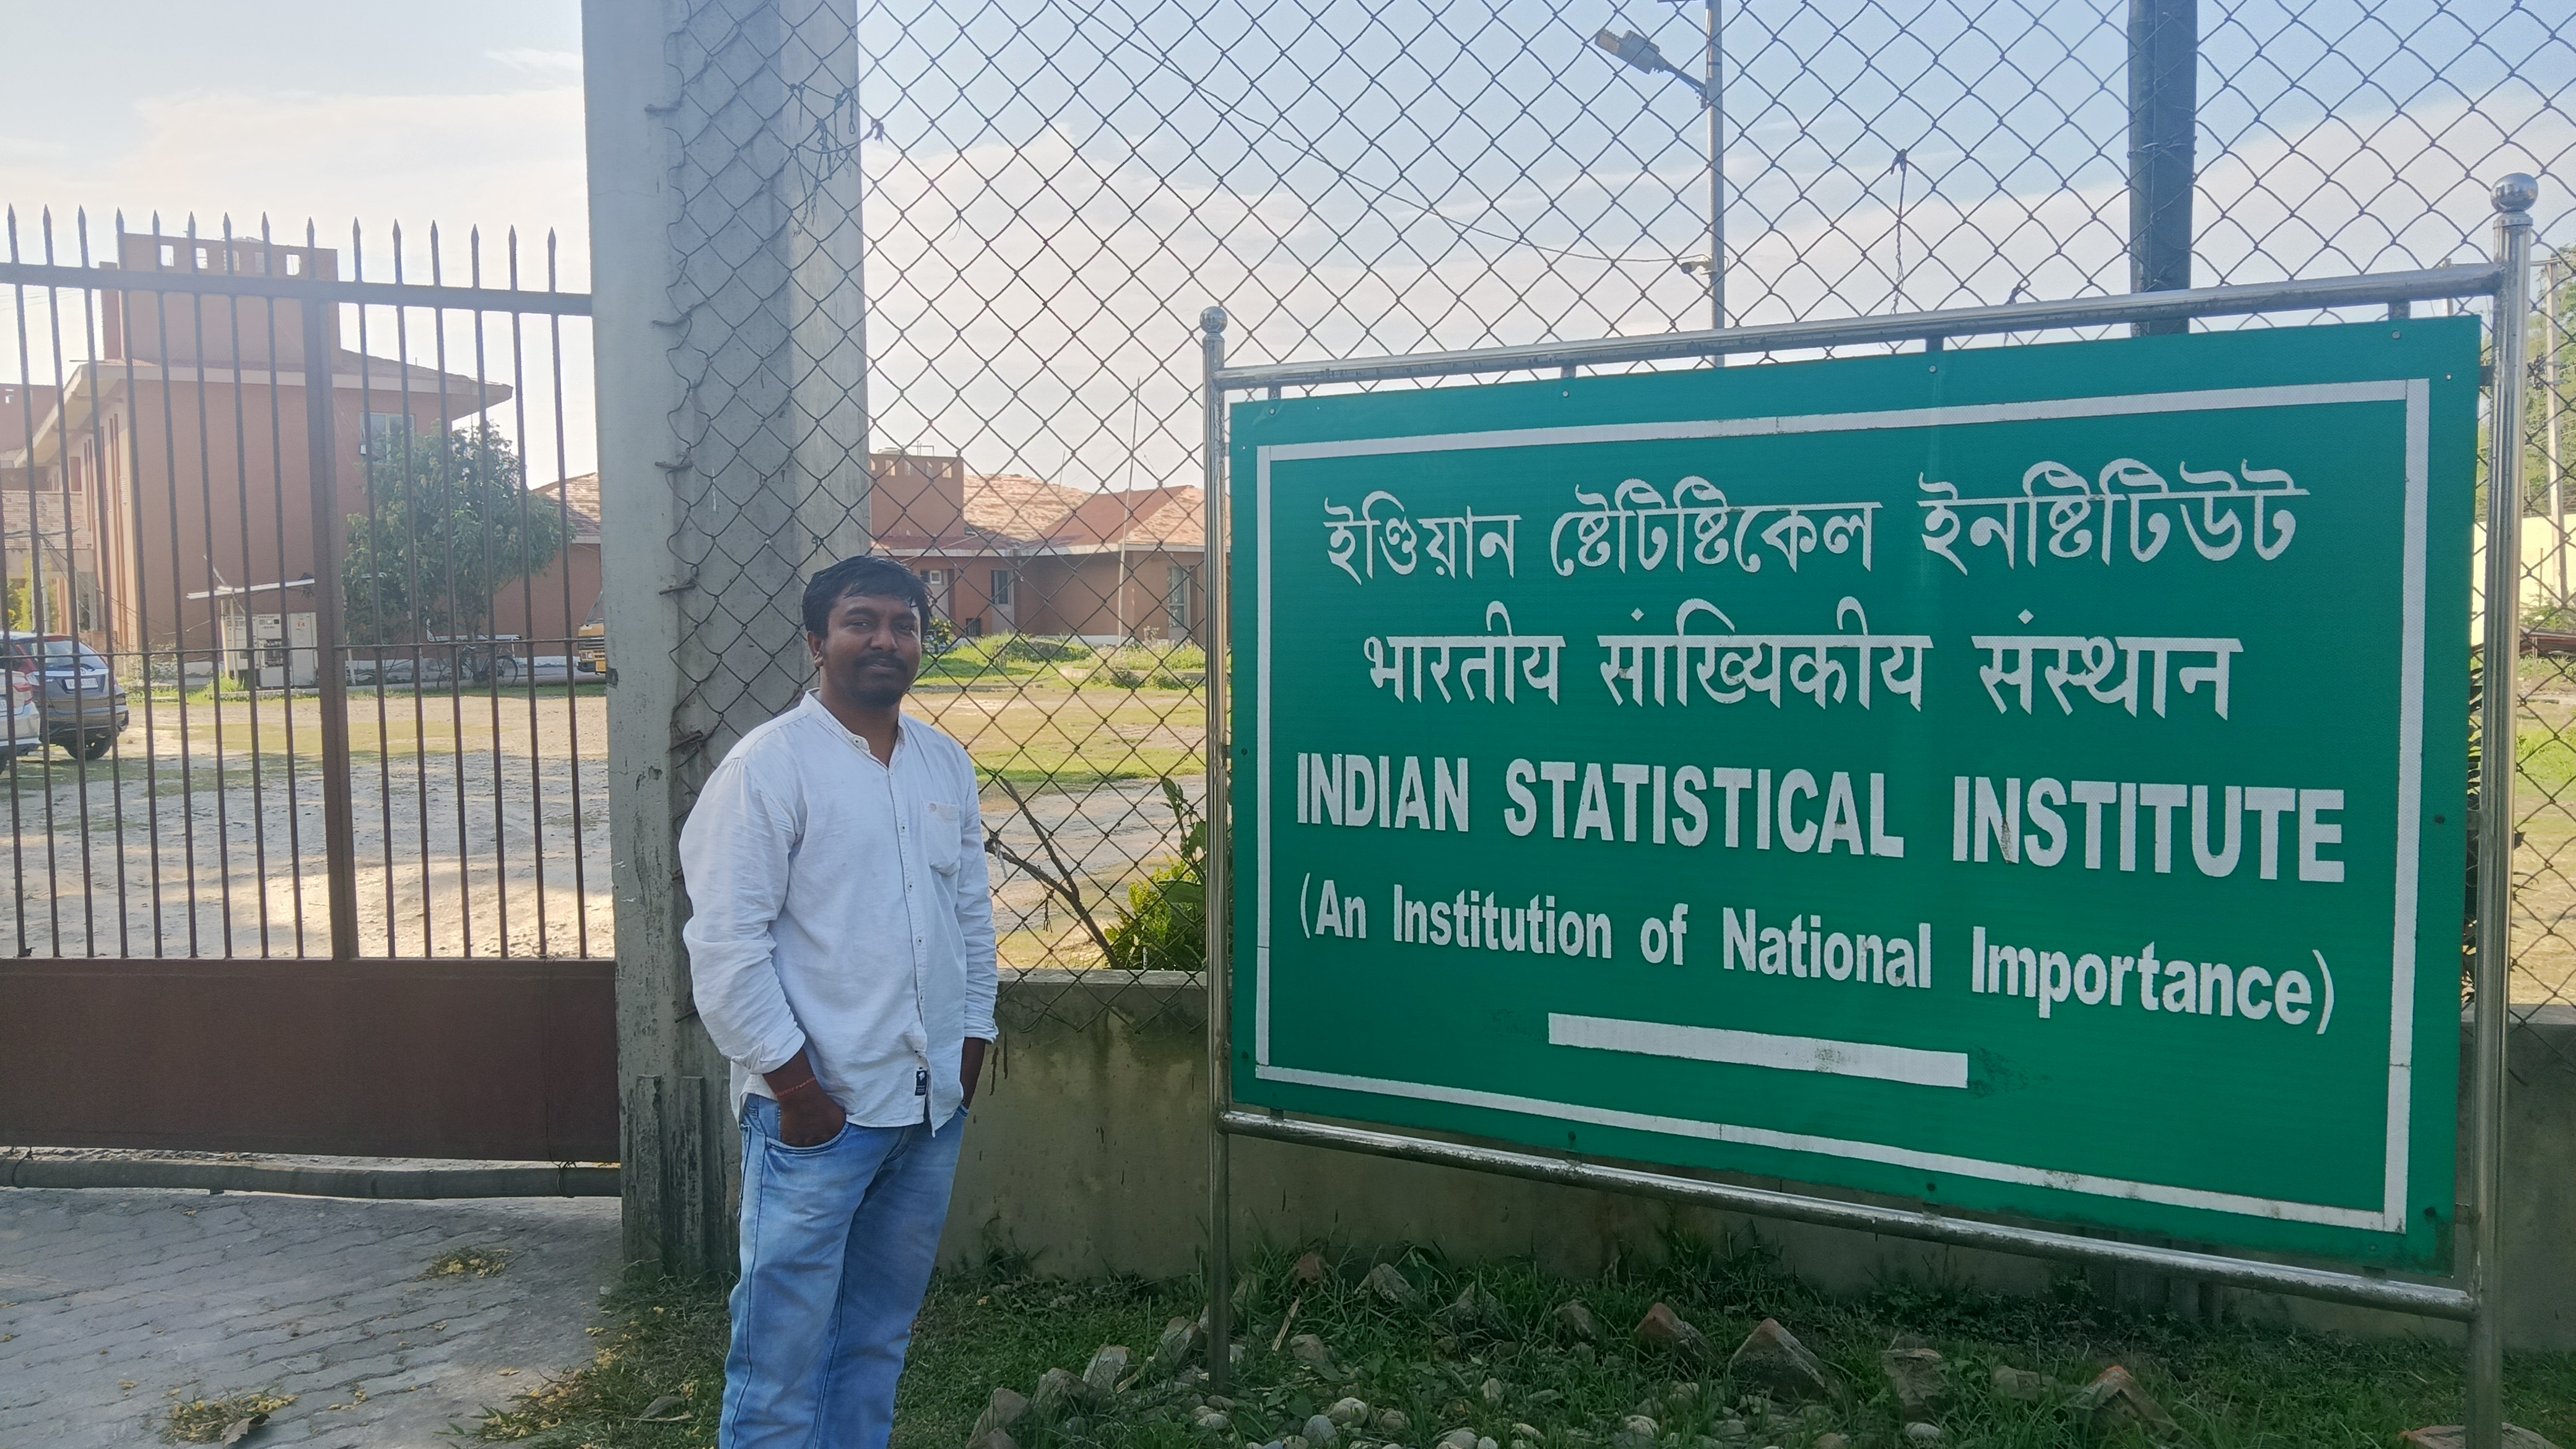 ইণ্ডিয়ান ষ্টেটিষ্টিকেল ইনষ্টিটিউট
भारतीय सांख्यिकीय संस्थान
INDIAN STATISTICAL INSTITUTE
(An Institution of National Importance)